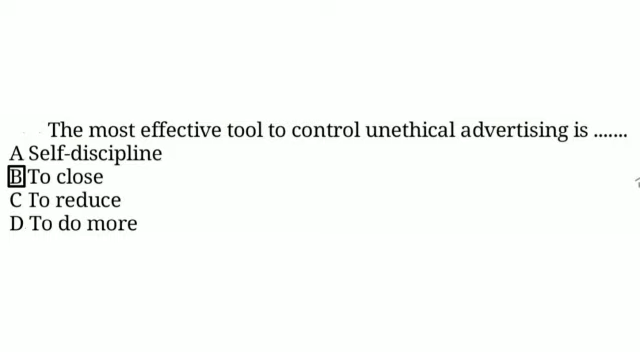 The most effective tool to control unethical advertising is .......
A Self-discipline
B To close
C To reduce
D To do more